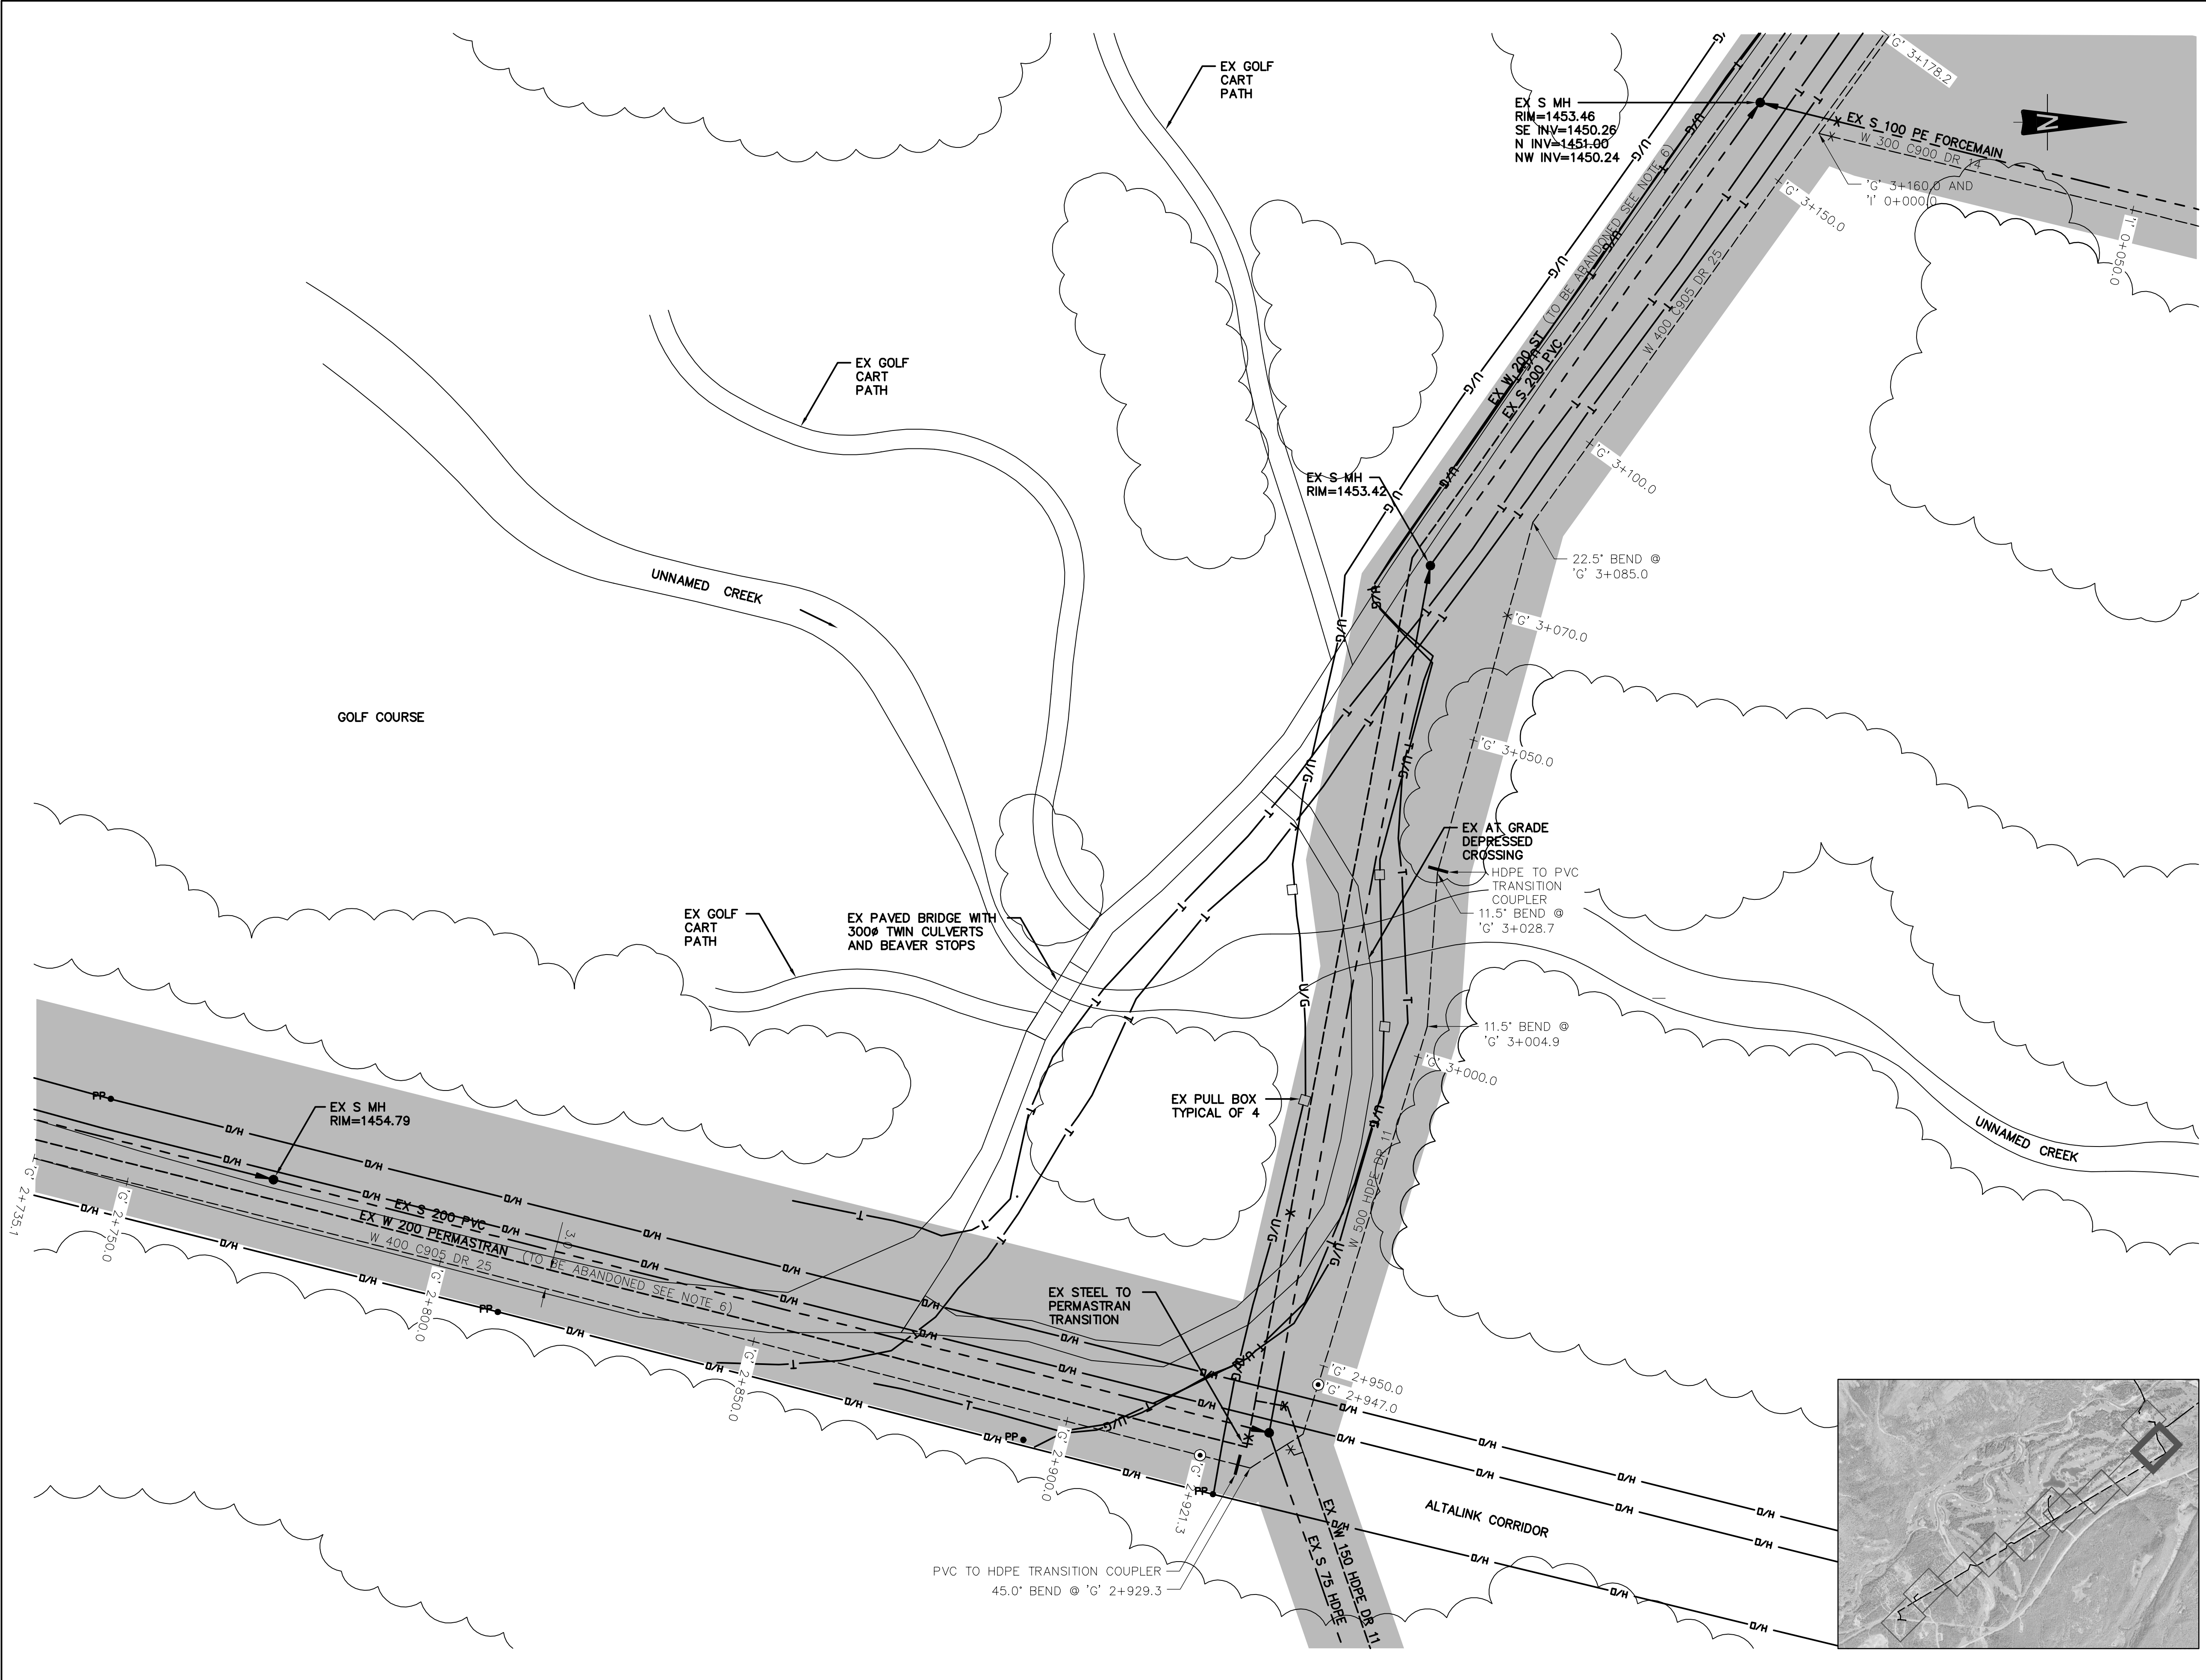 EX GOLF
CART
PATH
'G' 3+178.2
EX S MH
RIM=1453.46
SE INV=1450.26
N INV=1451.00
NW INV=1450.24
EX S 100 PE FORCEMAIN
W 300 C900 DR 14
N
'G' 3+160.0 AND
'I' 0+000.0
'G' 3+150.0
'I' 0+050.0
EX W 200 ST (TO BE ABANDONED SEE NOTE 6)
EX S 200 PVC
W 400 C905 DR 25
EX GOLF
CART
PATH
'G' 3+100.0
EX S MH
RIM=1453.42
22.5° BEND @
'G' 3+085.0
UNNAMED CREEK
'G' 3+070.0
GOLF COURSE
'G' 3+050.0
EX AT GRADE
DEPRESSED
CROSSING
HDPE TO PVC
TRANSITION
COUPLER
11.5° BEND @
'G' 3+028.7
EX GOLF
CART
PATH
EX PAVED BRIDGE WITH
300ø TWIN CULVERTS
AND BEAVER STOPS
11.5° BEND @
'G' 3+004.9
'G' 3+000.0
EX PULL BOX
TYPICAL OF 4
UNNAMED CREEK
W 500 HDPE DR 11
PP
EX S MH
RIM=1454.79
'G' 2+735.1
'G' 2+750.0
EX S 200 PVC
EX W 200 PERMASTRAN (TO BE ABANDONED SEE NOTE 6)
W 400 C905 DR 25
3.0
'G' 2+800.0
PP
EX STEEL TO
PERMASTRAN
TRANSITION
'G' 2+850.0
'G' 2+950.0
'G' 2+947.0
PP
'G' 2+900.0
'G' 2+921.3
PP
ALTALINK CORRIDOR
EX W 150 HDPE DR 11
EX S 75 HDPE
PVC TO HDPE TRANSITION COUPLER
45.0° BEND @ 'G' 2+929.3
U/G
U/G
U/G
U/G
U/G
U/G
U/G
U/G
U/G
T
T
T
T
O/H
O/H
O/H
O/H
O/H
O/H
O/H
O/H